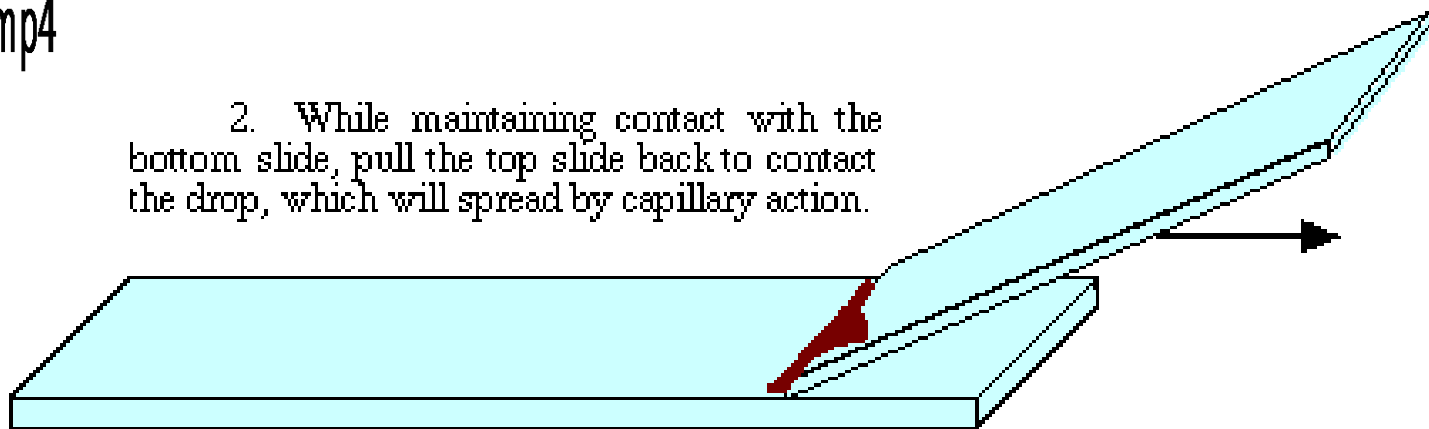 mp4
2. While maintaining contact with the
bottom slide, pull the top slide back to contact
the drop, which will spread by capillary action.